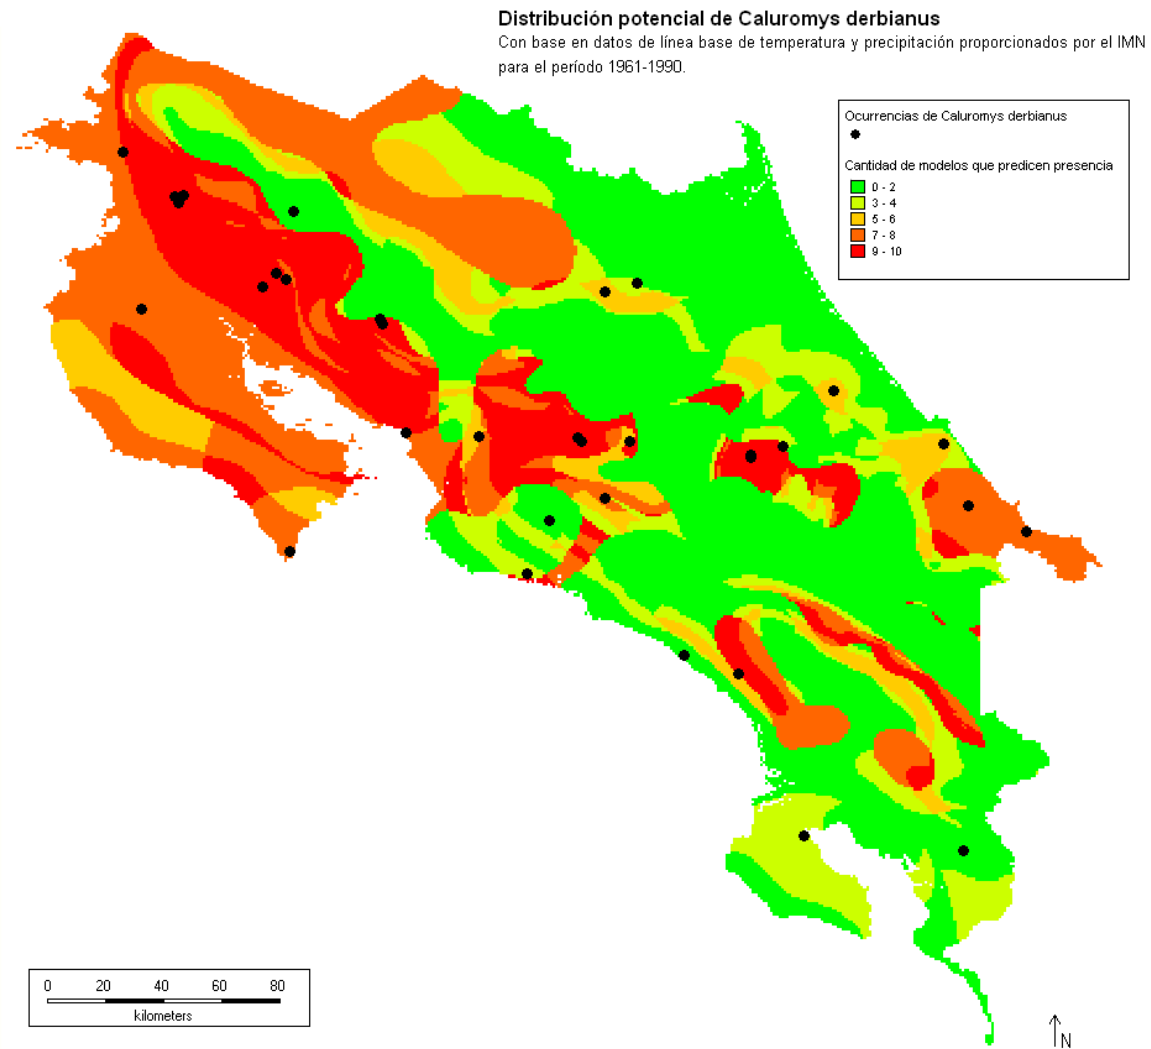 Distribución potencial de Caluromys derbianus
Con base en datos de línea base de temperatura y precipitación proporcionados por el IMN
para el período 1961-1990.
Ocurrencias de Caluromys derbianus
Cantidad de modelos que predicen presencia
0 - 2
3 - 4
5 - 6
7 - 8
9 - 10
0 20 40 60 80
kilometers
N